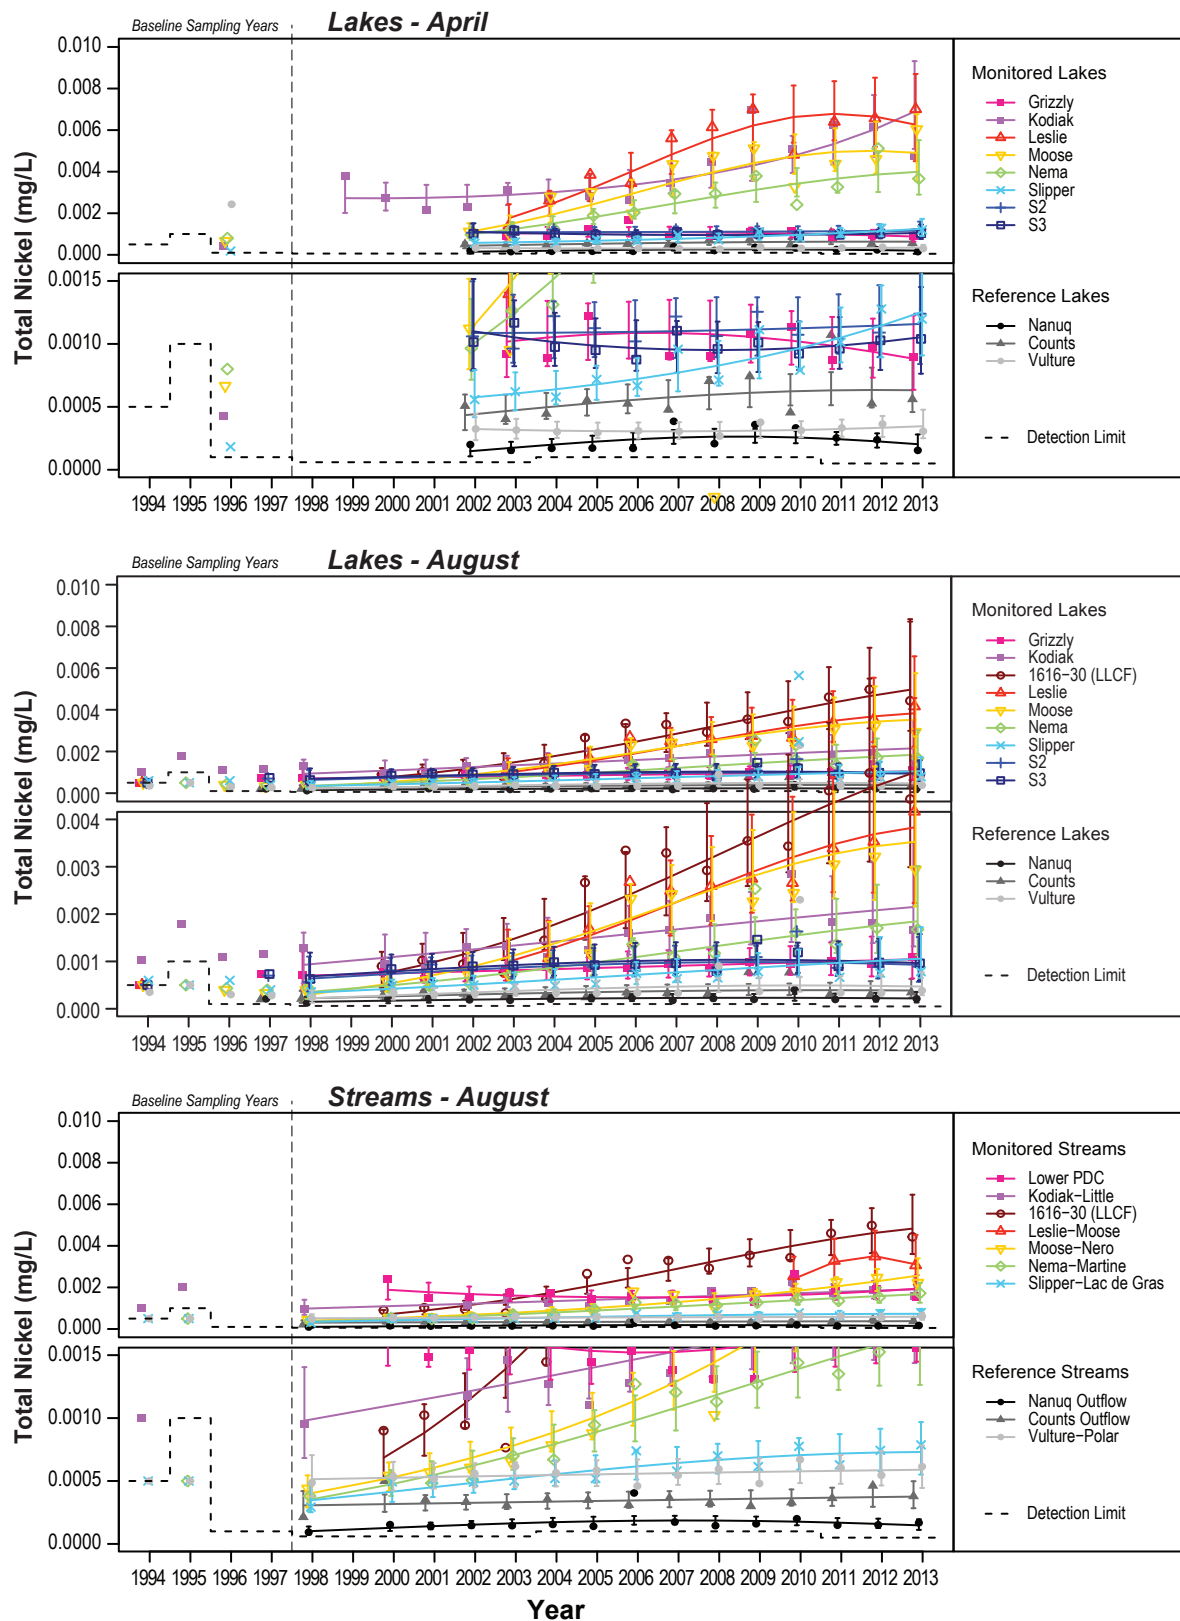 Baseline Sampling Years
Lakes - April
Total Nickel (mg/L)
0.010
0.008
0.006
0.004
0.002
0.000
Monitored Lakes
Grizzly
Kodiak
Leslie
Moose
Nema
Slipper
S2
S3
Total Nickel (mg/L)
0.0015
0.0010
0.0005
0.0000
Reference Lakes
Nanuq
Counts
Vulture
Detection Limit
1994 1995 1996 1997 1998 1999 2000 2001 2002 2003 2004 2005 2006 2007 2008 2009 2010 2011 2012 2013
Baseline Sampling Years
Lakes - August
Total Nickel (mg/L)
0.010
0.008
0.006
0.004
0.002
0.000
Monitored Lakes
Grizzly
Kodiak
1616-30 (LLCF)
Leslie
Moose
Nema
Slipper
S2
S3
Total Nickel (mg/L)
0.004
0.003
0.002
0.001
0.000
Reference Lakes
Nanuq
Counts
Vulture
Detection Limit
1994 1995 1996 1997 1998 1999 2000 2001 2002 2003 2004 2005 2006 2007 2008 2009 2010 2011 2012 2013
Baseline Sampling Years
Streams - August
Total Nickel (mg/L)
0.010
0.008
0.006
0.004
0.002
0.000
Monitored Streams
Lower PDC
Kodiak-Little
1616-30 (LLCF)
Leslie-Moose
Moose-Nero
Nema-Martine
Slipper-Lac de Gras
Total Nickel (mg/L)
0.0015
0.0010
0.0005
0.0000
Reference Streams
Nanuq Outflow
Counts Outflow
Vulture-Polar
Detection Limit
1994 1995 1996 1997 1998 1999 2000 2001 2002 2003 2004 2005 2006 2007 2008 2009 2010 2011 2012 2013
Year